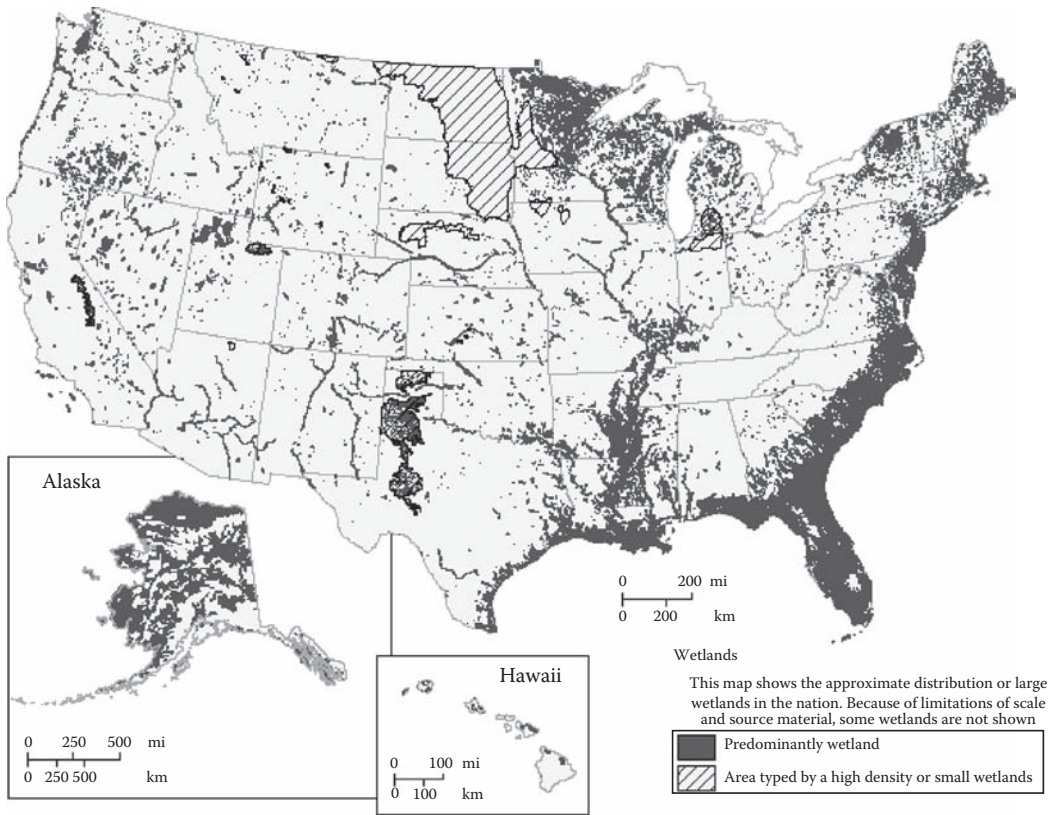 Alaska
0 250 500 mi
0 250 500 km
Hawaii
0 100 mi
0 100 km
0 200 mi
0 200 km
Wetlands
This map shows the approximate distribution or large
wetlands in the nation. Because of limitations of scale
and source material, some wetlands are not shown
Predominantly wetland
Area typed by a high density or small wetlands